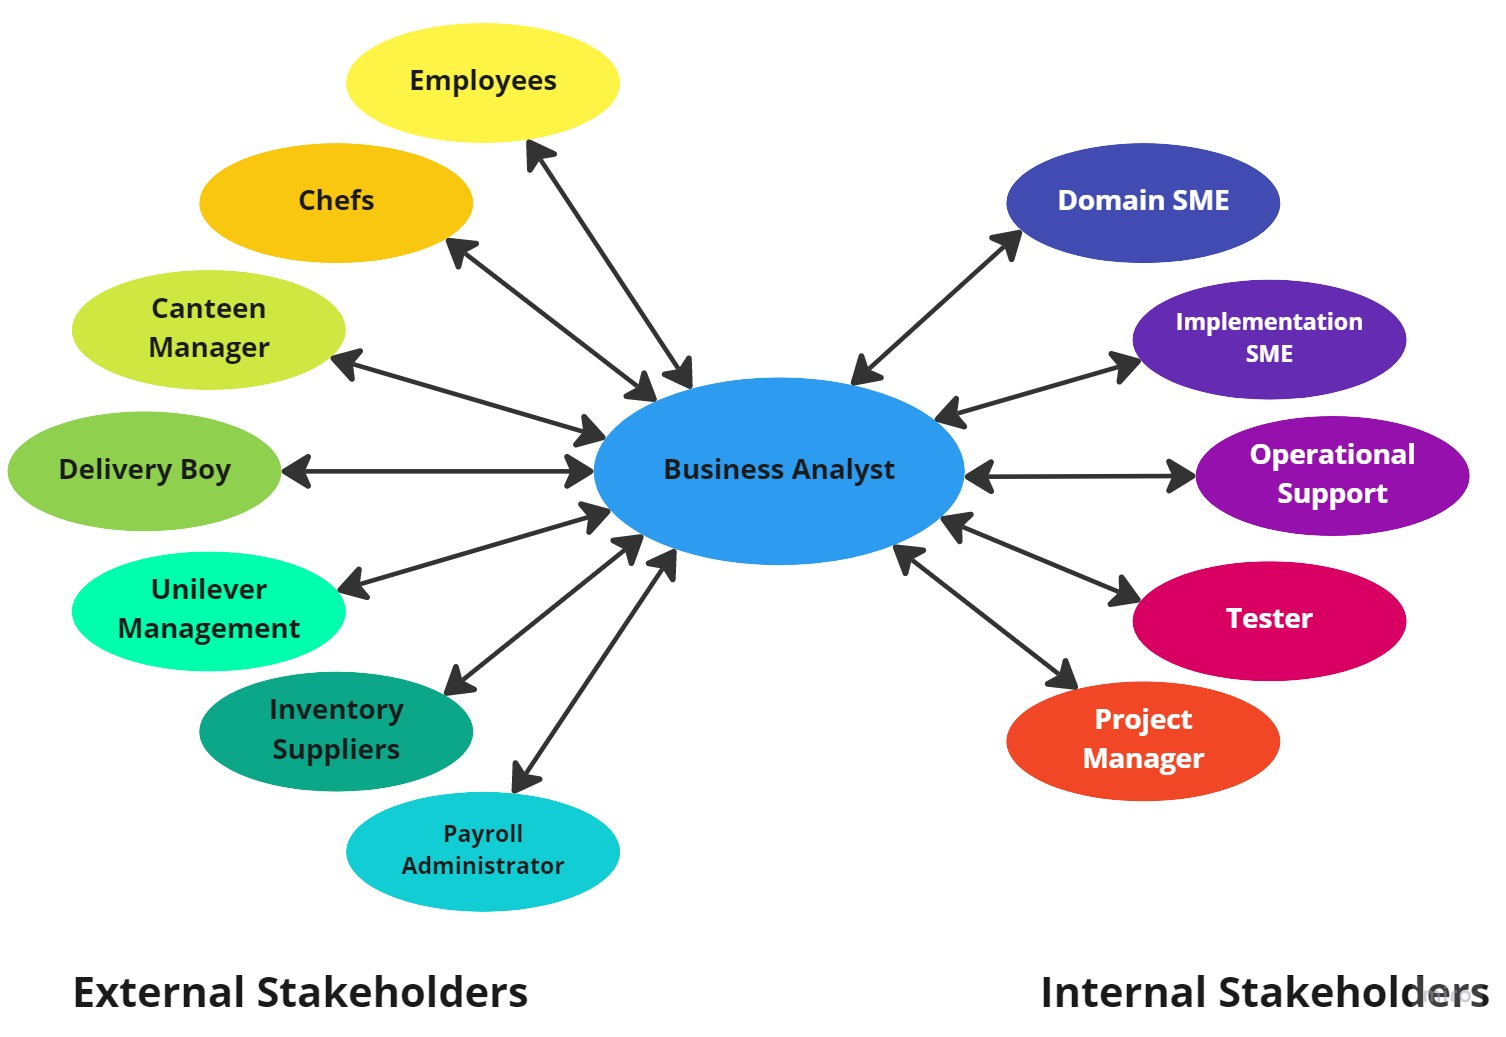 Employees
Chefs
Canteen
Manager
Delivery Boy
Unilever
Management
Inventory
Suppliers
Payroll
Administrator
Business Analyst
Domain SME
Implementation
SME
Operational
Support
Tester
Project
Manager
External Stakeholders
Internal Stakeholders
miro